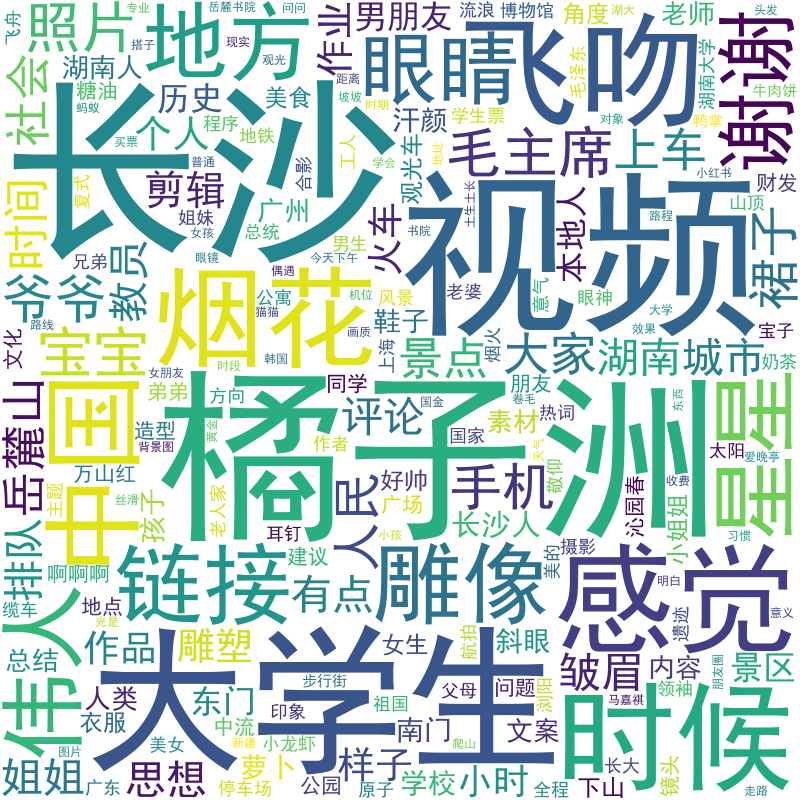 飞舟
专业
岳麓书院
问问
流浪
博物馆
角度
湖大
老师
头发
照片
地方
搭子
现实
观光
作业
男朋友
眼睛
飞吻
谢谢
社会
湖南人
糖油
蚂蚁
历史
美食
距离
坡坡
汗颜
学生票
毛泽东
湖南大学
牛肉饼
个人
程序
地铁
买票
时期
观光车
毛主席
对象
上车
鸭掌
长沙
视频
时间
复式
剪辑
普通
合影
工人
学会
地址
小红书
财发
姐妹
女孩
广州
总统
火车
土生土长
本地人
山顶
路程
裙子
教员
兄弟
眼镜
男生
今天下午
偶遇
书院
爷爷
烟花
公寓
猫猫
机位
风景
老婆
意气
眼神
大学
宝子
文化
路线
宝宝
时段
韩国
画质
上海
鞋子
烟火
景点
大家
效果
湖南
城市
奶茶
中国
女朋友
弟弟
方向
同学
国金
卷毛
朋友
热词
东西
岳麓山
造型
背景图
黄金
橘子洲
评论
作者
国家
素材
天气
星星
太阳
爱晚亭
万山红
主题
丝滑
孩子
老人家
耳钉
人民
好帅
广场
敬仰
手机
沁园春
收费
习惯
排队
啊啊啊
链接
小孩
建议
长沙人
美的
摄影
小姐姐
明白
缆车
地点
光是
有点
雕像
感觉
遗迹
意义
伟人
总结
作品
雕塑
女生
航拍
斜眼
皱眉
内容
领袖
朋友圈
景区
人类
衣服
东门
步行街
印象
祖国
父母
问题
浏阳
马嘉祺
大学生
中流
南门
文案
时候
图片
美女
新疆
小龙虾
爬山
姐姐
广东
思想
停车场
萝卜
公园
样子
原子
学校
小时
全程
下山
长大
镜头
走路